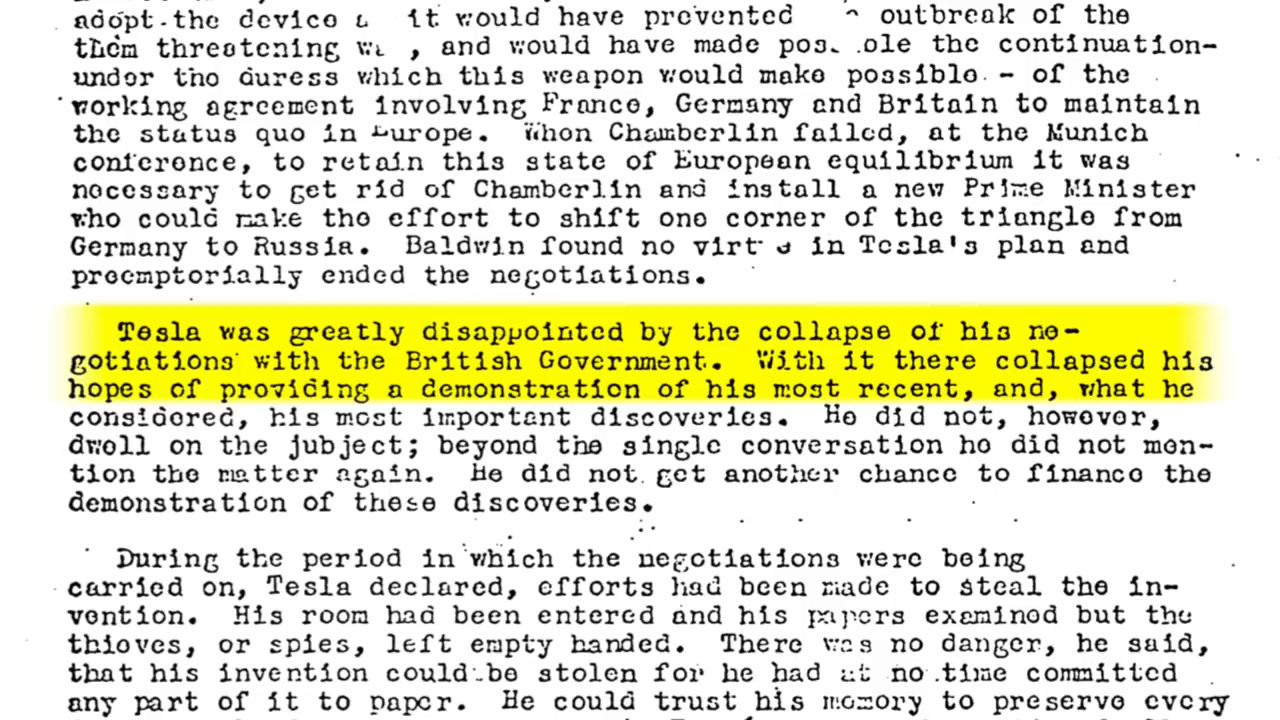 adopt the device it would have prevented outbreak of the
them threatening , and would have made the continuation-
under the duress which this weapon would make possible - of the
working agreement involving France, Germany and Britain to maintain
the status quo in Europe. When Chamberlin failed, at the Munich
conference, to retain this state of European equilibrium it was
necessary to get rid of Chamberlin and install a new Prime Minister
who could make the effort to shift one corner of the triangle from
Germany to Russia. Baldwin found no in Tesla's plan and
preemptorially ended the negotiations.
Tesla was greatly disappointed by the collapse of his ne-
gotiations with the British Government. With it there collapsed his
hopes of providing a demonstration of his most recent, and, what he
considered, his most important discoveries. He did not, however,
dwell on the jubject; beyond the single conversation he did not men-
tion the matter again. He did not get another chance to finance the
demonstration of these discoveries.
During the period in which the negotiations were being
carried on, Tesla declared, efforts had been made to steal the in-
vention. His room had been entered and his papers examined but the
thieves, or spies, left empty handed. There was no danger, he said,
that his invention could be stolen for he had at no time committed
any part of it to paper. He could trust his memory to preserve every